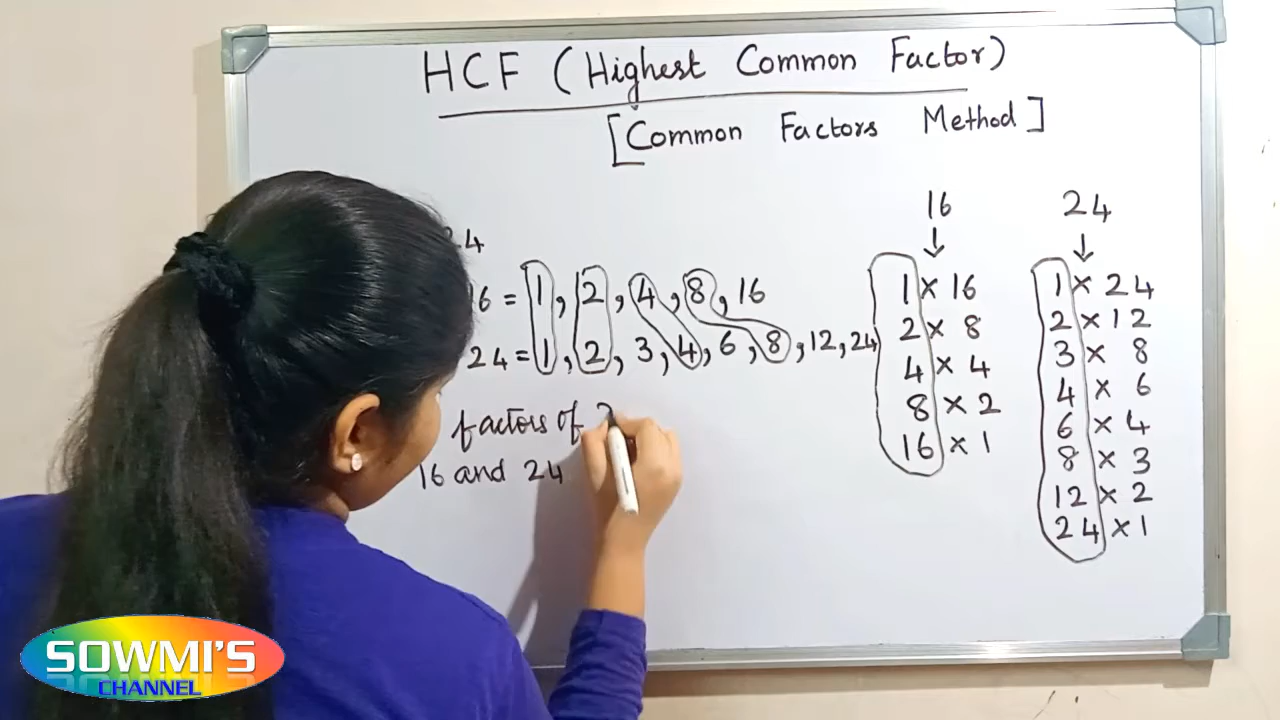 HCF (Highest Common Factor)
[Common Factors Method]
24
16 = 1, 2, 4, 8, 16
24 = 1, 2, 3, 4, 6, 8, 12, 24
factors of
16 and 24
16
↓
1 × 16
2 × 8
4 × 4
8 × 2
16 × 1
24
↓
1 × 24
2 × 12
3 × 8
4 × 6
6 × 4
8 × 3
12 × 2
24 × 1
SOWMI'S
CHANNEL